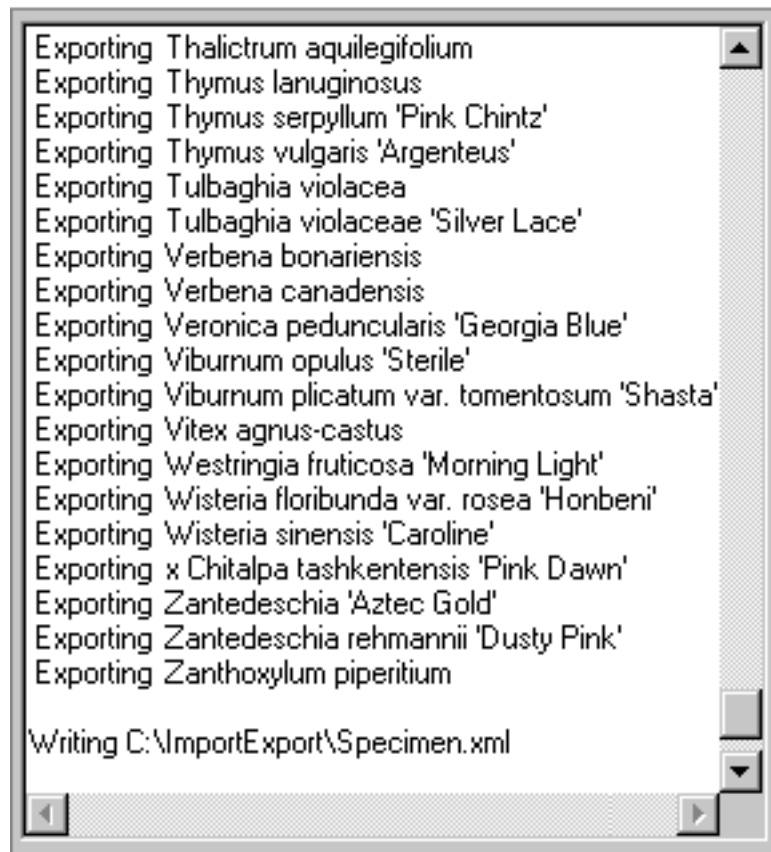 Exporting Thalictrum aquilegifolium
Exporting Thymus lanuginosus
Exporting Thymus serpyllum 'Pink Chintz'
Exporting Thymus vulgaris 'Argenteus'
Exporting Tulbaghia violacea
Exporting Tulbaghia violaceae 'Silver Lace'
Exporting Verbena bonariensis
Exporting Verbena canadensis
Exporting Veronica peduncularis 'Georgia Blue'
Exporting Viburnum opulus 'Sterile'
Exporting Viburnum plicatum var. tomentosum 'Shasta'
Exporting Vitex agnus-castus
Exporting Westringia fruticosa 'Morning Light'
Exporting Wisteria floribunda var. rosea 'Honbeni'
Exporting Wisteria sinensis 'Caroline'
Exporting x Chitalpa tashkentensis 'Pink Dawn'
Exporting Zantedeschia 'Aztec Gold'
Exporting Zantedeschia rehmannii 'Dusty Pink'
Exporting Zanthoxylum piperitium
Writing C:\ImportExport\Specimen.xml